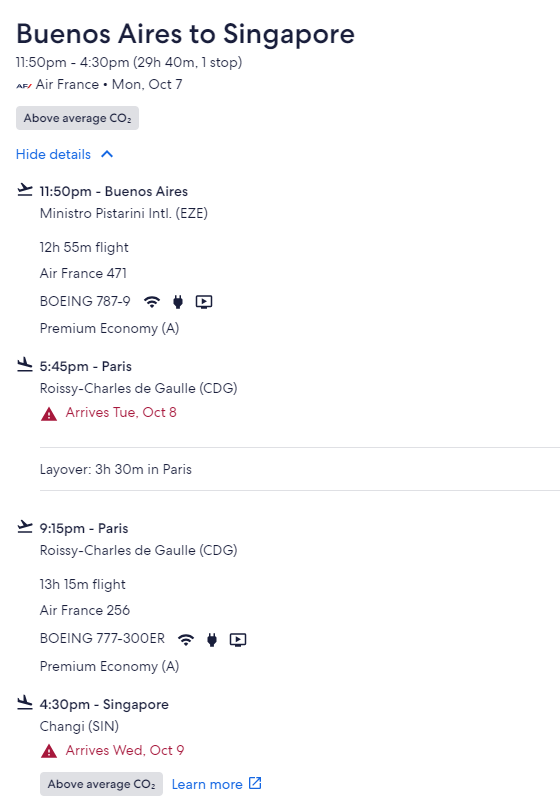 Buenos Aires to Singapore
11:50pm - 4:30pm (29h 40m, 1 stop)
AF Air France • Mon, Oct 7
Above average CO₂
Hide details
11:50pm - Buenos Aires
Ministro Pistarini Intl. (EZE)
12h 55m flight
Air France 471
BOEING 787-9
Premium Economy (A)
5:45pm - Paris
Roissy-Charles de Gaulle (CDG)
Arrives Tue, Oct 8
Layover: 3h 30m in Paris
9:15pm - Paris
Roissy-Charles de Gaulle (CDG)
13h 15m flight
Air France 256
BOEING 777-300ER
Premium Economy (A)
4:30pm - Singapore
Changi (SIN)
Arrives Wed, Oct 9
Above average CO₂ Learn more